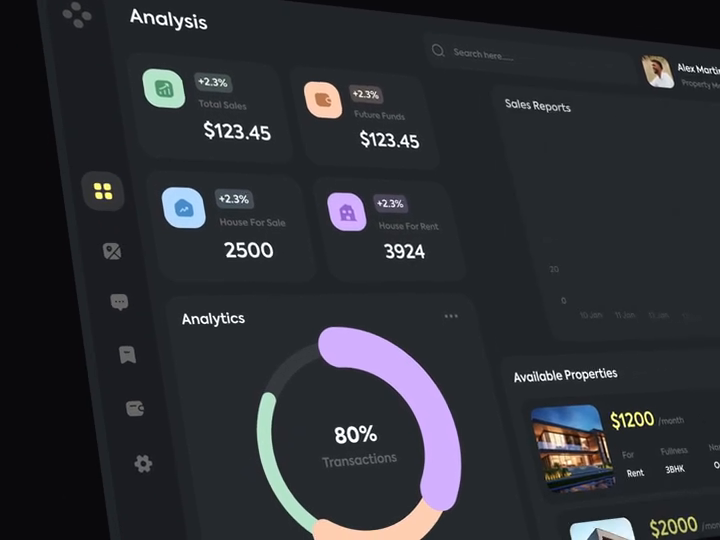 Analysis
Search here......
Alex Martin
+2.3%
Total Sales
$123.45
+2.3%
Future Funds
$123.45
+2.3%
House For Sale
2500
+2.3%
House For Rent
3924
Sales Reports
20
0
10 Jan
11 Jan
12 Jan
Analytics
80%
Transactions
Available Properties
$1200 /month
For
Fullness
Rent
3BHK
$2000 /month